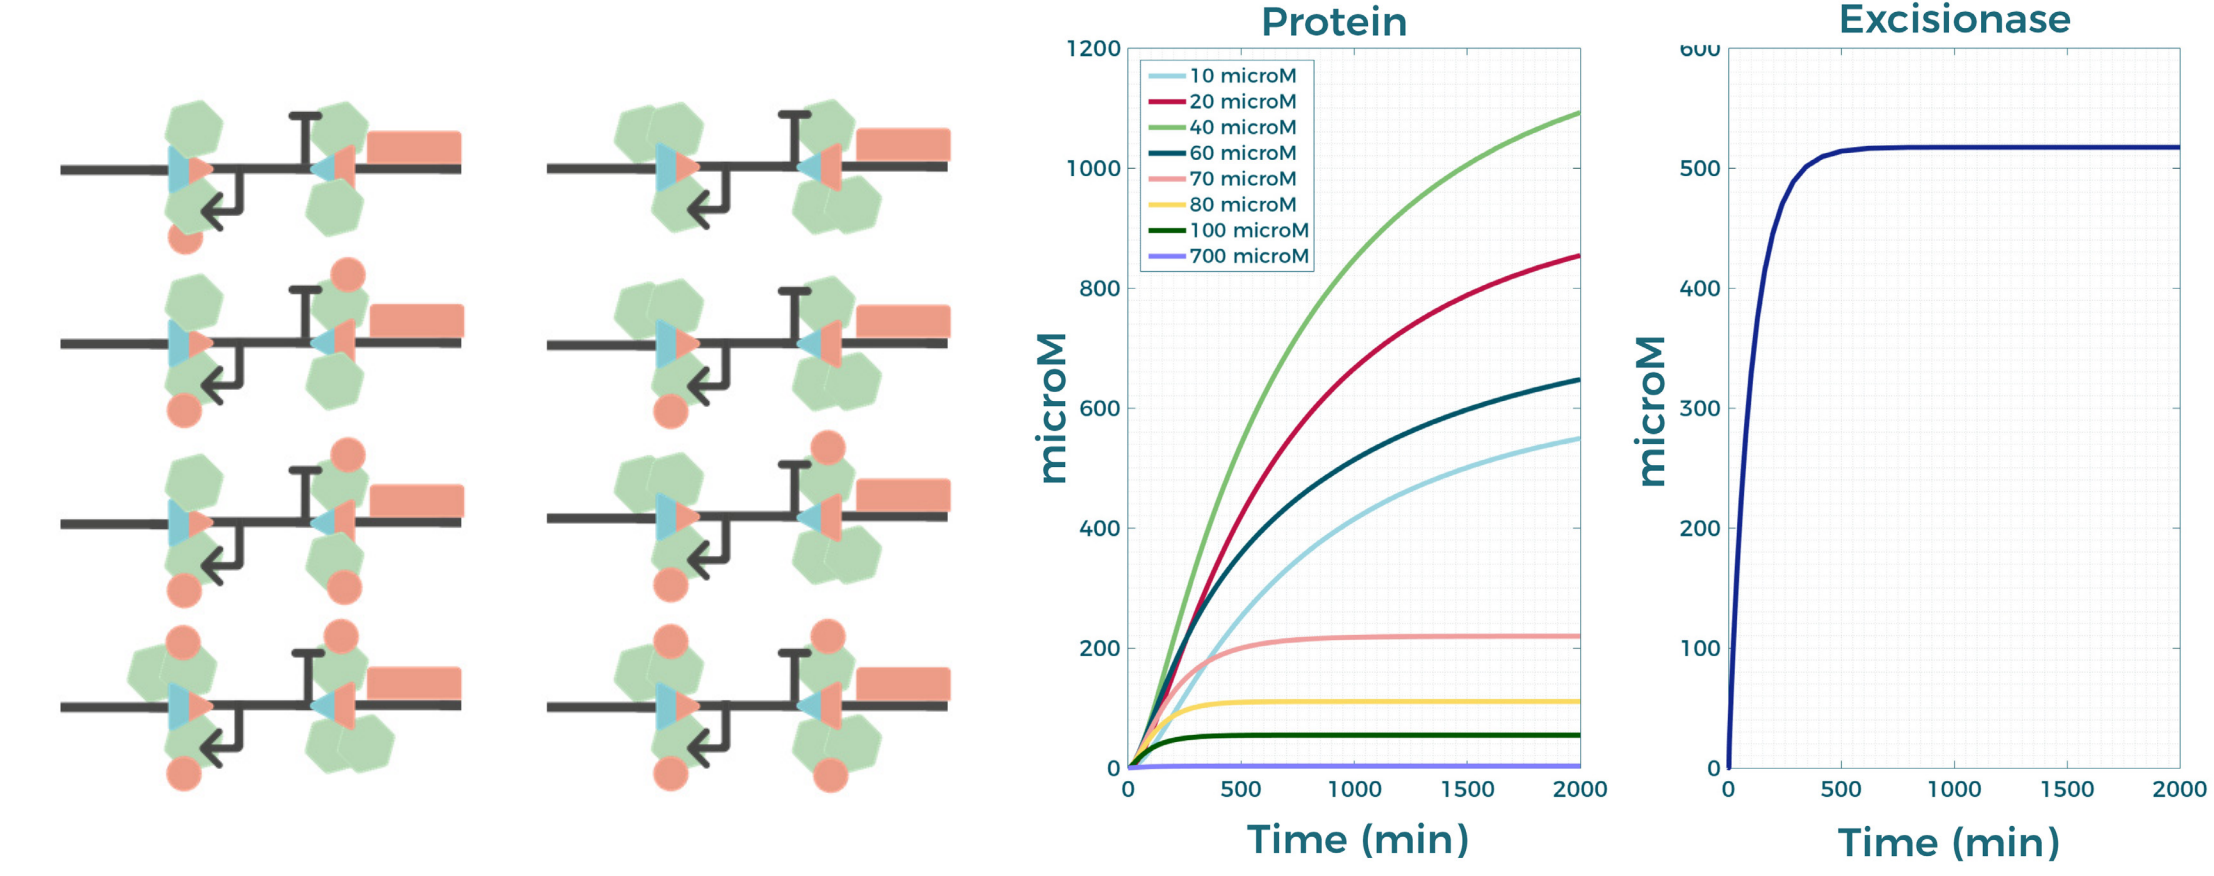 Protein
1200
1000
800
600
400
200
0
10 microM
20 microM
40 microM
60 microM
70 microM
80 microM
100 microM
700 microM
microM
0 500 1000 1500 2000
Time (min)
Excisionase
600
500
400
300
200
100
0
microM
0 500 1000 1500 2000
Time (min)